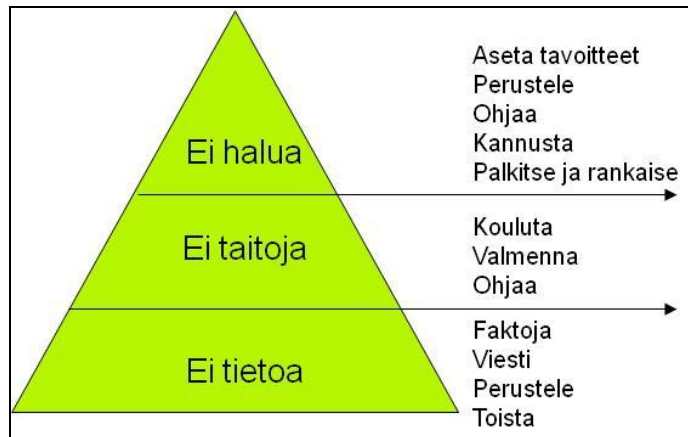 Ei halua
Aseta tavoitteet
Perustele
Ohjaa
Kannusta
Palkitse ja rankaise
Ei taitoja
Kouluta
Valmenna
Ohjaa
Ei tietoa
Faktoja
Viesti
Perustele
Toista